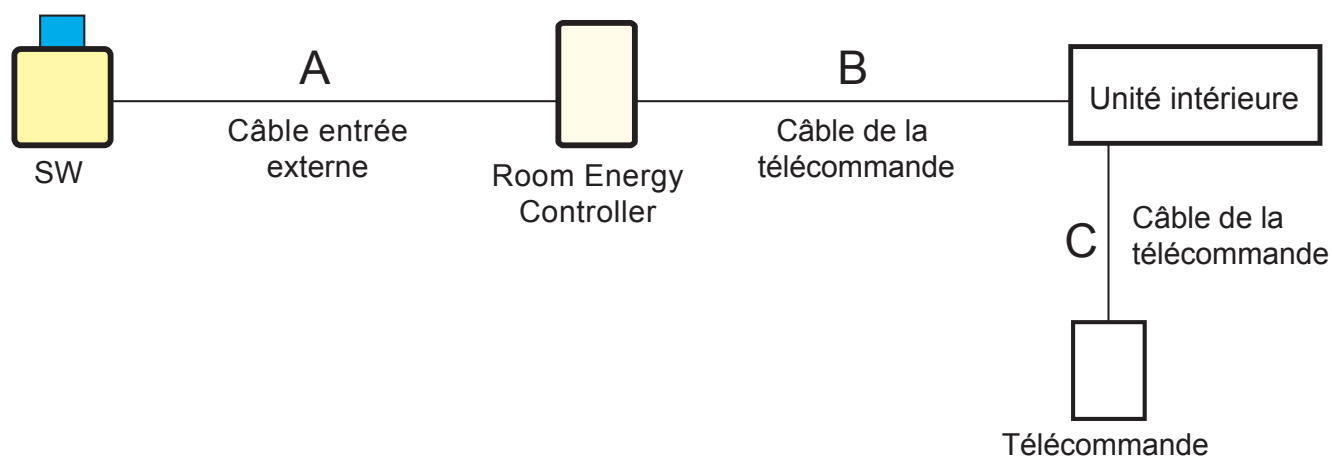 A
B
Unité intérieure
Câble entrée
externe
Câble de la
télécommande
SW
Room Energy
Controller
C
Câble de la
télécommande
Télécommande